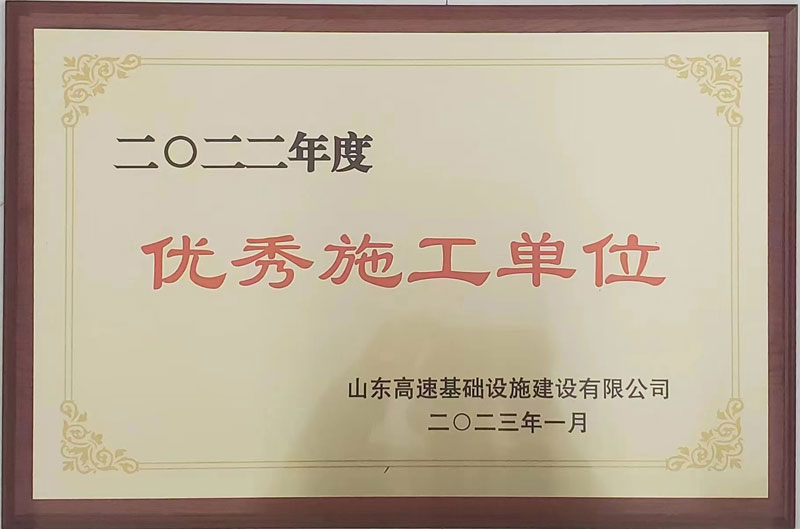 二〇二二年度
优秀施工单位
山东高速基础设施建设有限公司
二〇二三年一月